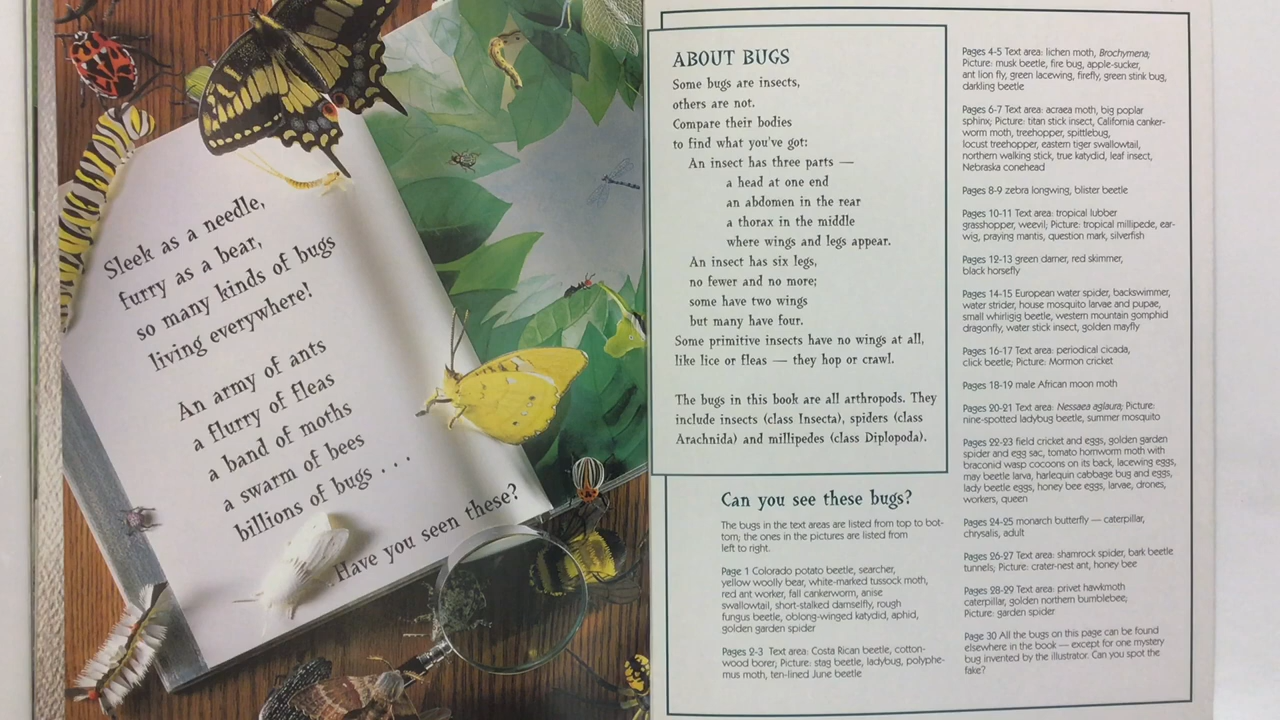 Sleek as a needle,
furry as a bear,
so many kinds of bugs
living everywhere!
An army of ants
a flurry of fleas
a band of moths
a swarm of bees
billions of bugs . . .
Have you seen these?
ABOUT BUGS
Some bugs are insects,
others are not.
Compare their bodies
to find what you've got:
An insect has three parts —
a head at one end
an abdomen in the rear
a thorax in the middle
where wings and legs appear.
An insect has six legs,
no fewer and no more;
some have two wings
but many have four.
Some primitive insects have no wings at all,
like lice or fleas — they hop or crawl.
The bugs in this book are all arthropods. They
include insects (class Insecta), spiders (class
Arachnida) and millipedes (class Diplopoda).
Can you see these bugs?
The bugs in the text areas are listed from top to bot-
tom; the ones in the pictures are listed from
left to right.
Page 1 Colorado potato beetle, searcher,
yellow woolly bear, white-marked tussock moth,
red ant worker, fall cankerworm, anise
swallowtail, short-stalked damselfly, rough
fungus beetle, oblong-winged katydid, aphid,
golden garden spider
Pages 2-3 Text area: Costa Rican beetle, cotton-
wood borer; Picture: stag beetle, ladybug, polyphe-
mus moth, ten-lined June beetle
Pages 4-5 Text area: lichen moth, Brochymena;
Picture: musk beetle, fire bug, apple-sucker,
ant lion fly, green lacewing, firefly, green stink bug,
darkling beetle
Pages 6-7 Text area: acraea moth, big poplar
sphinx; Picture: titan stick insect, California canker-
worm moth, treehopper, spittlebug,
locust treehopper, eastern tiger swallowtail,
northern walking stick, true katydid, leaf insect,
Nebraska conehead
Pages 8-9 zebra longwing, blister beetle
Pages 10-11 Text area: tropical lubber
grasshopper, weevil; Picture: tropical millipede, ear-
wig, praying mantis, question mark, silverfish
Pages 12-13 green darner, red skimmer,
black horsefly
Pages 14-15 European water spider, backswimmer,
water strider, house mosquito larvae and pupae,
small whirligig beetle, western mountain gomphid
dragonfly, water stick insect, golden mayfly
Pages 16-17 Text area: periodical cicada,
click beetle; Picture: Mormon cricket
Pages 18-19 male African moon moth
Pages 20-21 Text area: Nessaea aglaura; Picture:
nine-spotted ladybug beetle, summer mosquito
Pages 22-23 field cricket and eggs, golden garden
spider and egg sac, tomato hornworm moth with
braconid wasp cocoons on its back, lacewing eggs,
may beetle larva, harlequin cabbage bug and eggs,
lady beetle eggs, honey bee eggs, larvae, drones,
workers, queen
Pages 24-25 monarch butterfly — caterpillar,
chrysalis, adult
Pages 26-27 Text area: shamrock spider, bark beetle
tunnels; Picture: crater-nest ant, honey bee
Pages 28-29 Text area: privet hawkmoth
caterpillar, golden northern bumblebee;
Picture: garden spider
Page 30 All the bugs on this page can be found
elsewhere in the book — except for one mystery
bug invented by the illustrator. Can you spot the
fake?